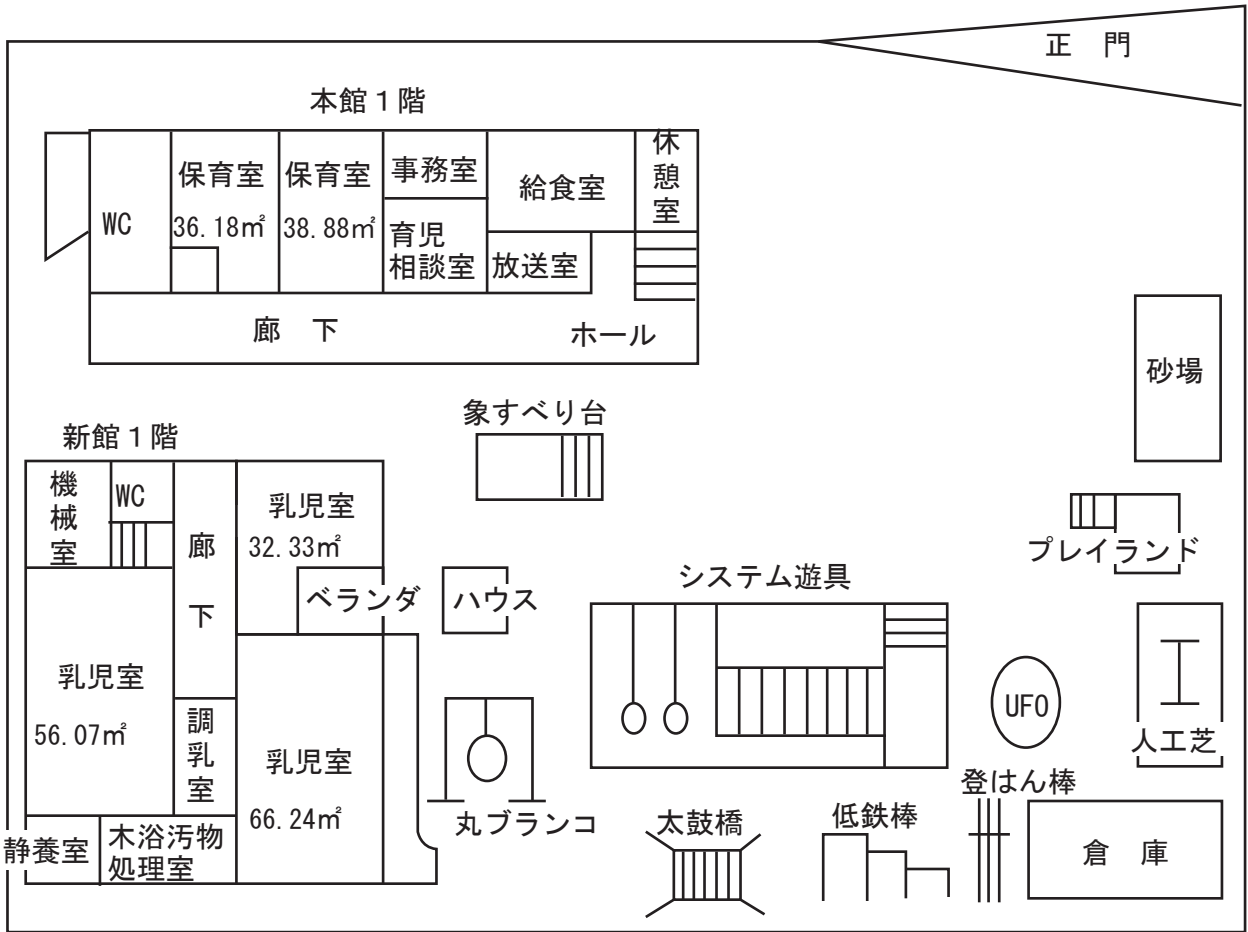 正　門
本館１階
WC
保育室
36.18㎡
保育室
38.88㎡
事務室
育児
相談室
給食室
放送室
休憩室
廊　下
ホール
砂場
象すべり台
新館１階
機械室
WC
廊　下
乳児室
32.33㎡
ベランダ
ハウス
システム遊具
プレイランド
乳児室
56.07㎡
調乳室
乳児室
66.24㎡
UFO
人工芝
丸ブランコ
太鼓橋
低鉄棒
登はん棒
倉　庫
静養室
木浴汚物
処理室